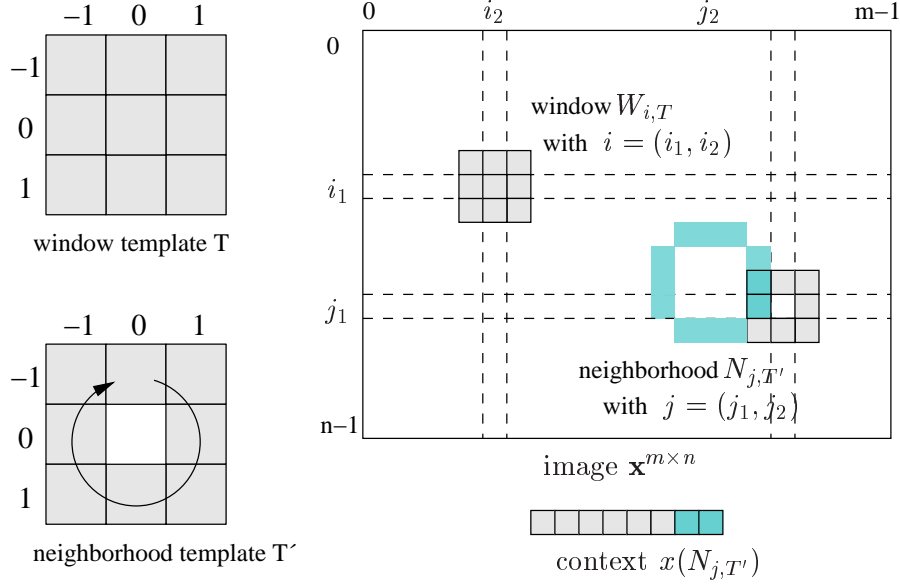 −1 0 1
−1
0
1
window template T
−1 0 1
−1
0
1
neighborhood template T´
0 i₂ j₂ m−1
0
window W_{i,T}
with i = (i₁, i₂)
i₁
j₁
neighborhood N_{j,T'}
with j = (j₁, j₂)
n−1
image x^{m×n}
context x(N_{j,T'})